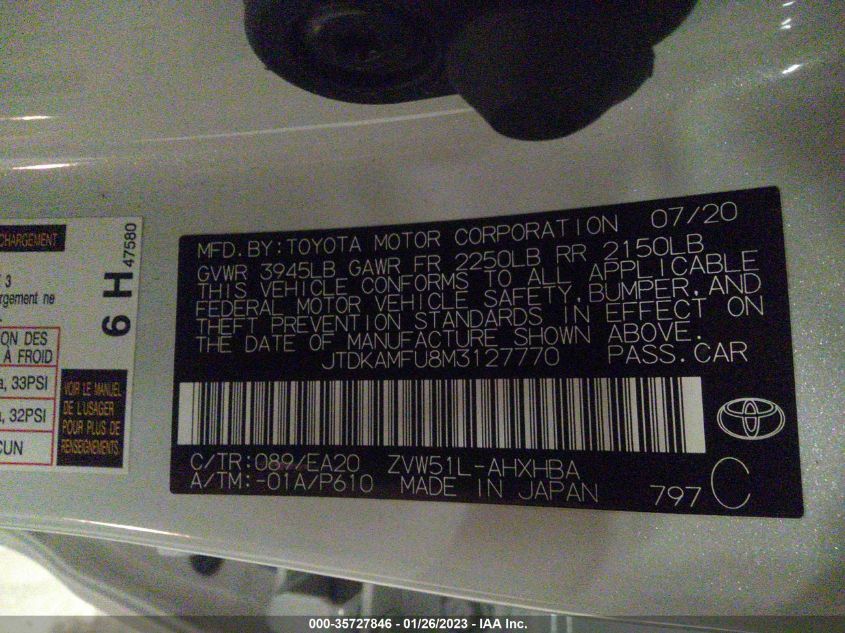 CHARGEMENT
3
rgement ne
6 H 47580
ION DES
À FROID
a, 33PSI
a, 32PSI
CUN
VOIR LE MANUEL
DE L'USAGER
POUR PLUS DE
RENSEIGNEMENTS
MFD.BY:TOYOTA MOTOR CORPORATION 07/20
GVWR 3945LB GAWR FR 2250LB RR 2150LB
THIS VEHICLE CONFORMS TO ALL APPLICABLE
FEDERAL MOTOR VEHICLE SAFETY,BUMPER,AND
THEFT PREVENTION STANDARDS IN EFFECT ON
THE DATE OF MANUFACTURE SHOWN ABOVE.
JTDKAMFU8M3127770 PASS.CAR
C/TR:089/EA20 ZVW51L-AHXHBA
A/TM:-01A/P610 MADE IN JAPAN 797 C
000-35727846 - 01/26/2023 - IAA Inc.